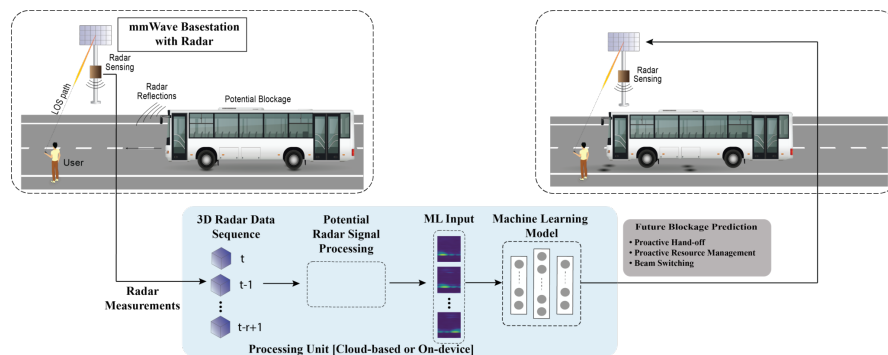 mmWave Basestation
with Radar
Radar
Sensing
LOS path
Radar
Reflections
Potential Blockage
User
Radar
Sensing
3D Radar Data
Sequence
t
t-1
t-r+1
Potential
Radar Signal
Processing
ML Input
Machine Learning
Model
Future Blockage Prediction
• Proactive Hand-off
• Proactive Resource Management
• Beam Switching
Radar
Measurements
Processing Unit [Cloud-based or On-device]